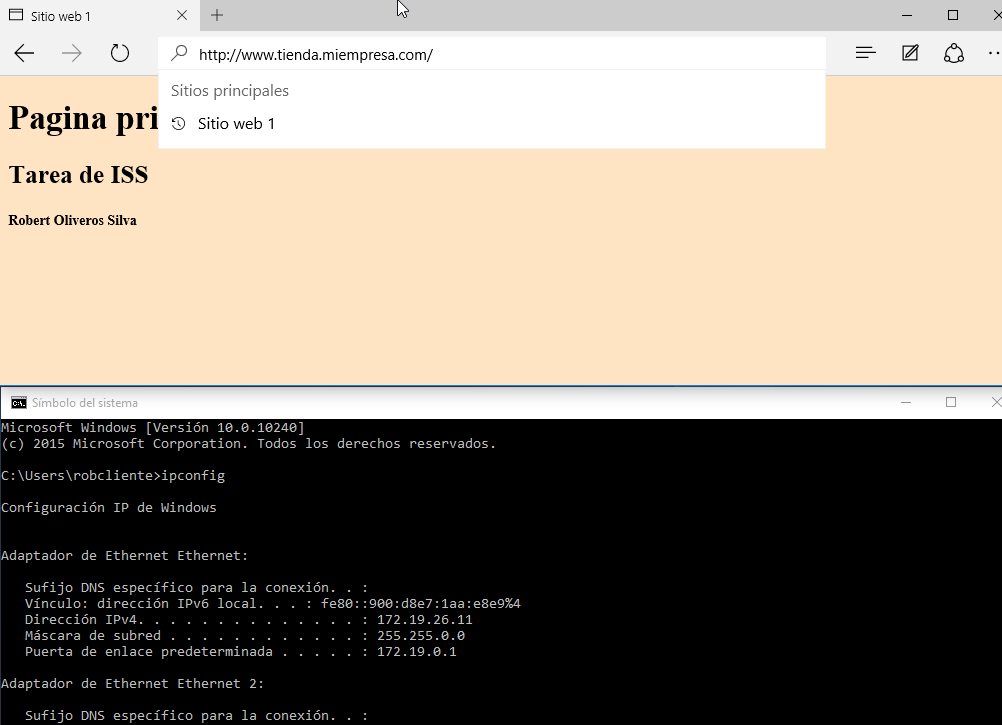 Sitio web 1
http://www.tienda.miempresa.com/
Sitios principales
Sitio web 1
Pagina pri
Tarea de ISS
Robert Oliveros Silva
Símbolo del sistema
Microsoft Windows [Versión 10.0.10240]
(c) 2015 Microsoft Corporation. Todos los derechos reservados.
C:\Users\robcliente>ipconfig
Configuración IP de Windows
Adaptador de Ethernet Ethernet:
Sufijo DNS específico para la conexión. . :
Vínculo: dirección IPv6 local. . . : fe80::900:d8e7:1aa:e8e9%4
Dirección IPv4. . . . . . . . . . . . . . : 172.19.26.11
Máscara de subred . . . . . . . . . . . . : 255.255.0.0
Puerta de enlace predeterminada . . . . . : 172.19.0.1
Adaptador de Ethernet Ethernet 2:
Sufijo DNS específico para la conexión. . :